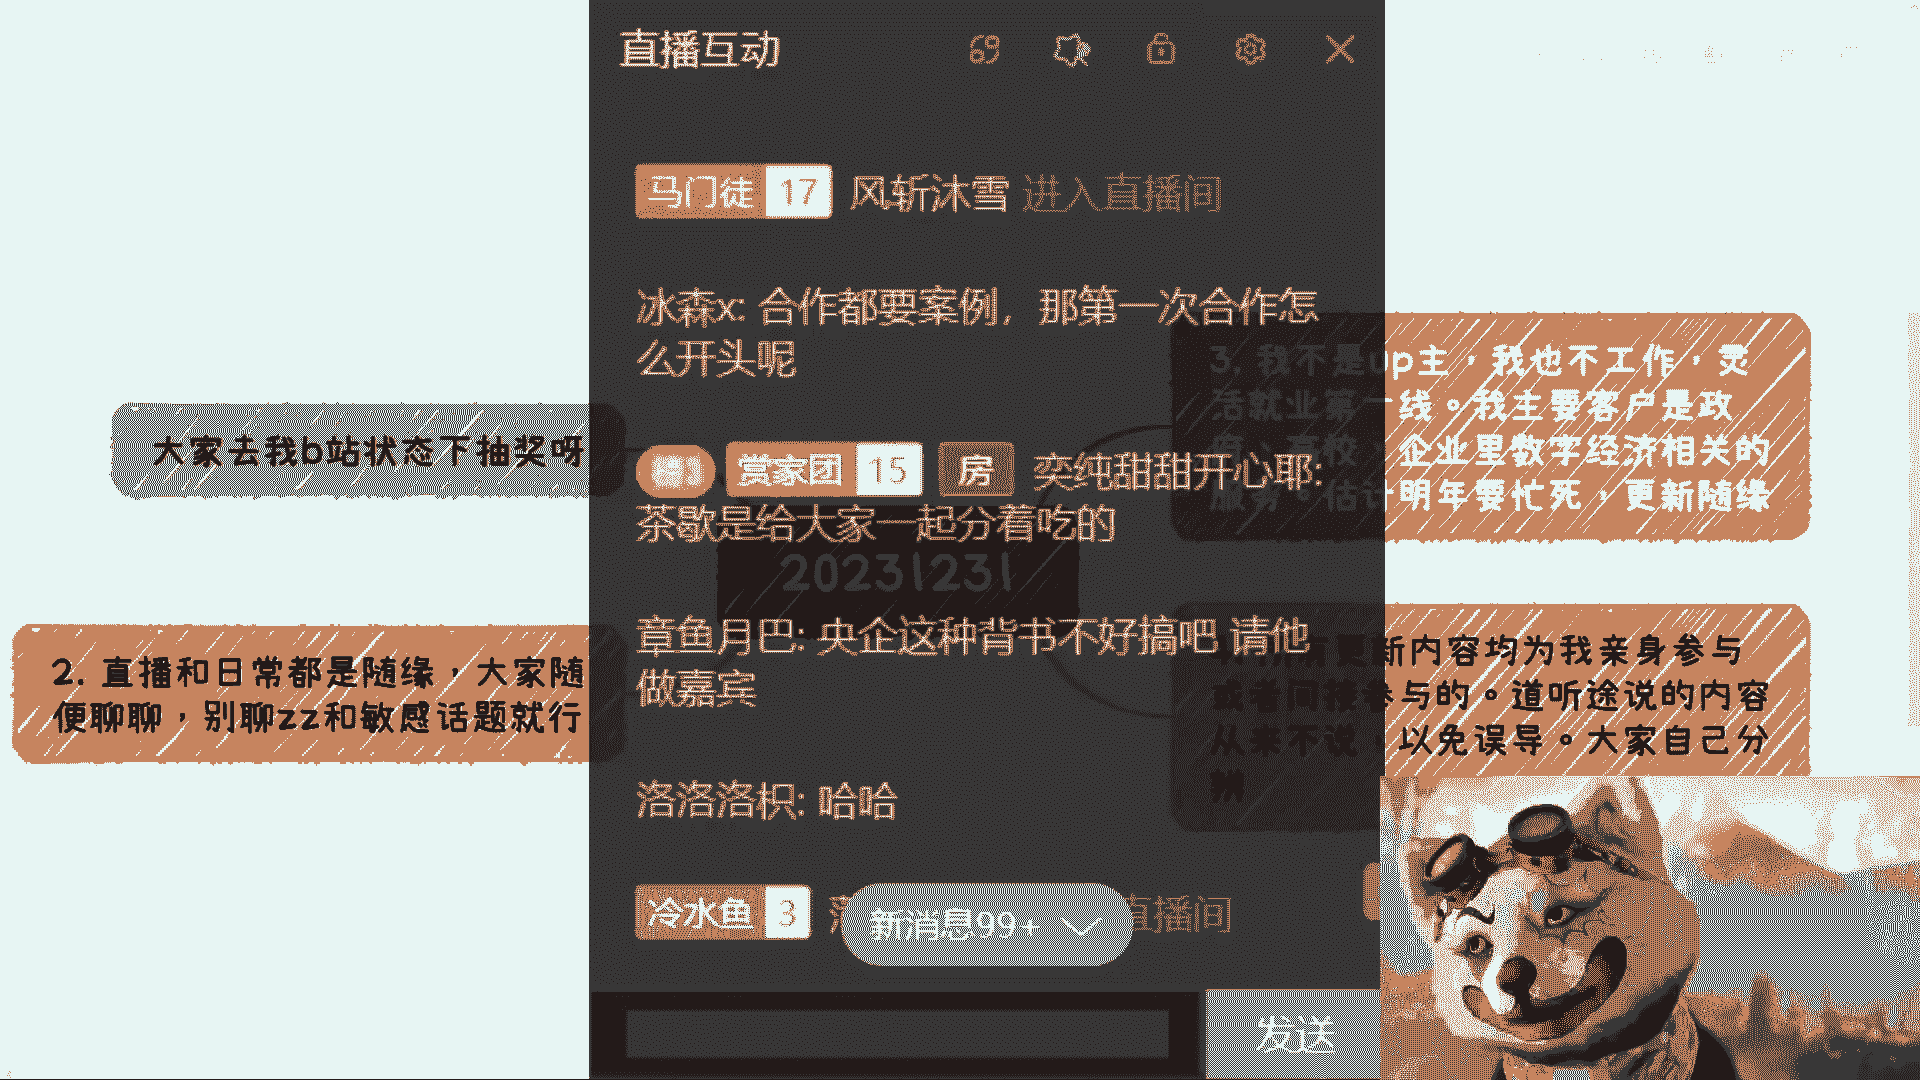 直播互动
马门徒 17 风斩沐雪 进入直播间
冰森x: 合作都要案例，那第一次合作怎
么开头呢
赏家团 15 房 奕纯甜甜开心耶:
茶歇是给大家一起分着吃的
章鱼月巴: 央企这种背书不好搞吧 请他
做嘉宾
洛洛洛枳: 哈哈
冷水鱼 3 直播间
新消息99+
发送
大家去我b站状态下抽奖呀
2. 直播和日常都是随缘，大家随
便聊聊，别聊zz和敏感话题就行
20231231
3. 我不是up主，我也不工作，灵
活就业第一线。我主要客户是政
府、高校、企业里数字经济相关的
服务。估计明年要忙死，更新随缘
新内容均为我亲身参与
或者间接参与的。道听途说的内容
从来不说，以免误导。大家自己分
辨